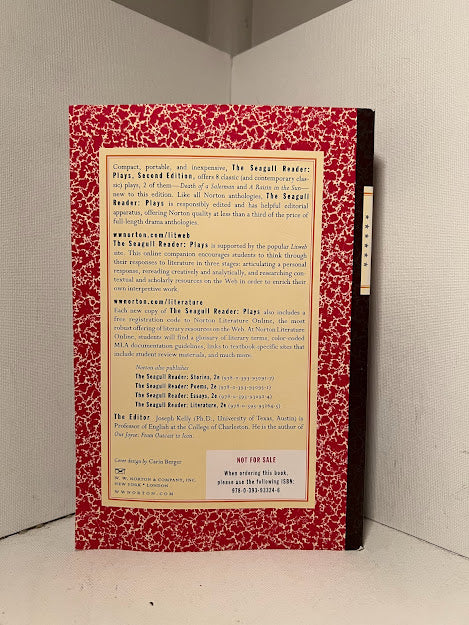 Compact, portable, and inexpensive, The Seagull Reader:
Plays, Second Edition, offers 8 classic (and contemporary clas-
sic) plays, 2 of them—Death of a Salesman and A Raisin in the Sun—
new to this edition. Like all Norton anthologies, The Seagull
Reader: Plays is responsibly edited and has helpful editorial
apparatus, offering Norton quality at less than a third of the price of
full-length drama anthologies.
wwnorton.com/litweb
The Seagull Reader: Plays is supported by the popular Litweb
site. This online companion encourages students to think through
their responses to literature in three stages: articulating a personal
response, rereading creatively and analytically, and researching con-
textual and scholarly resources on the Web in order to enrich their
own interpretive work.
wwnorton.com/literature
Each new copy of The Seagull Reader: Plays also includes a
free registration code to Norton Literature Online, the most
robust offering of literary resources on the Web. At Norton Literature
Online, students will find a glossary of literary terms, color-coded
MLA documentation guidelines, links to textbook-specific sites that
include student review materials, and much more.
Norton also publishes
The Seagull Reader: Stories, 2e
The Seagull Reader: Poems, 2e
The Seagull Reader: Essays, 2e
The Seagull Reader: Literature, 2e
The Editor Joseph Kelly (Ph.D., University of Texas, Austin) is
Professor of English at the College of Charleston. He is the author of
Our Joyce: From Outcast to Icon.
Cover design by Carin Berger
W. W. NORTON & COMPANY, INC.
NEW YORK • LONDON
WWNORTON.COM
NOT FOR SALE
When ordering this book,
please use the following ISBN:
978-0-393-93324-6